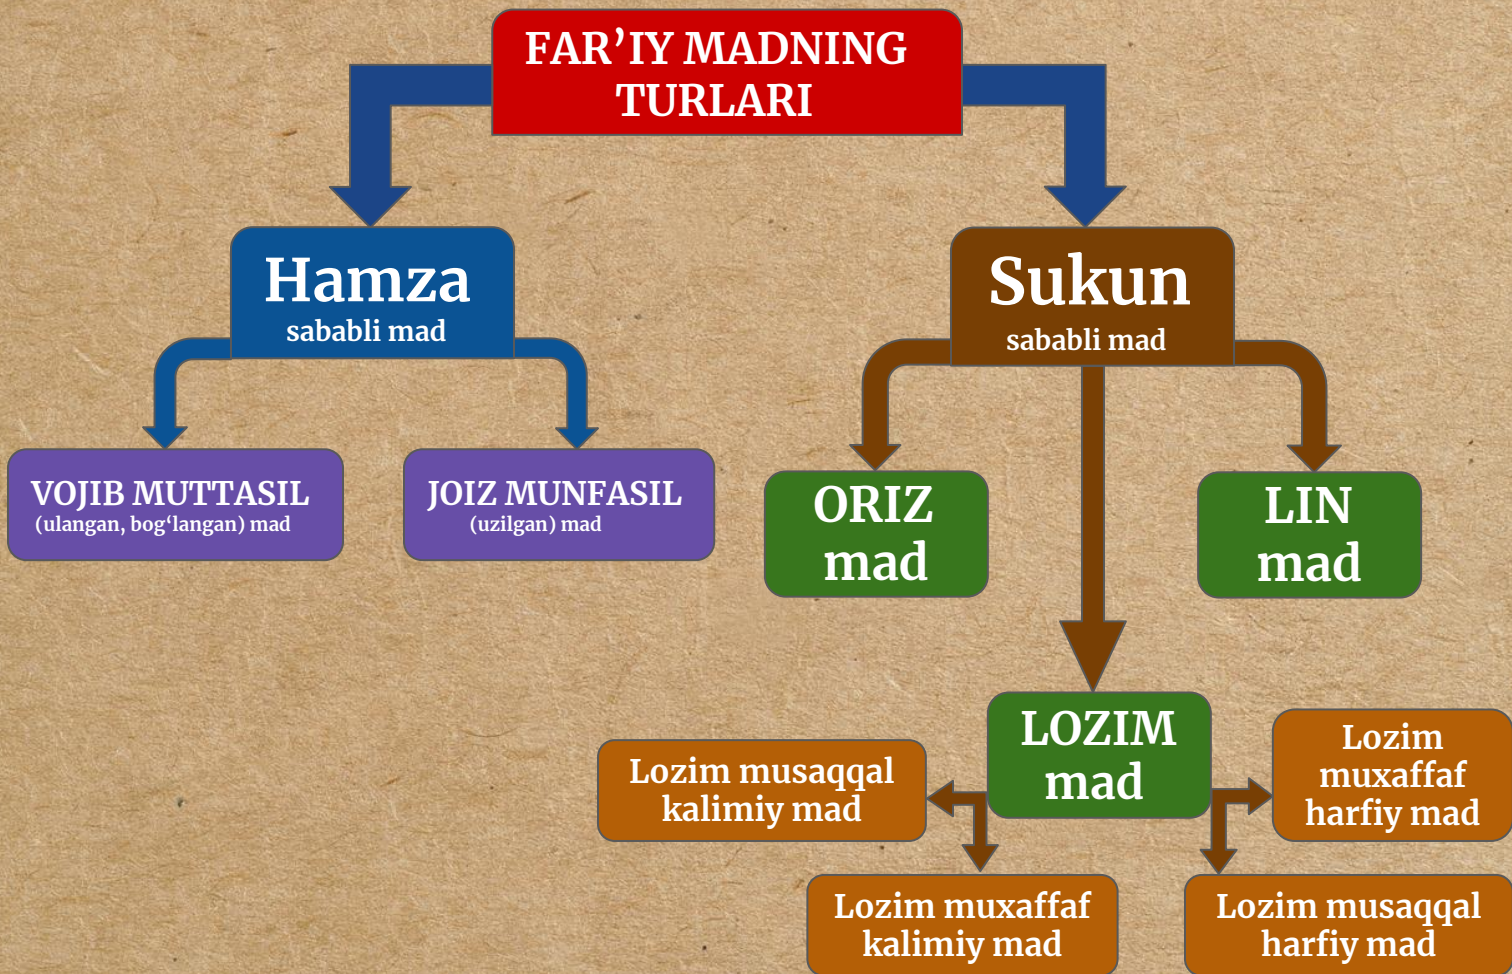 FAR’IY MADNING
TURLARI
Hamza
sababli mad
Sukun
sababli mad
VOJIB MUTTASIL
(ulangan, bog‘langan) mad
JOIZ MUNFASIL
(uzilgan) mad
ORIZ
mad
LIN
mad
LOZIM
mad
Lozim musaqqal
kalimiy mad
Lozim
muxaffaf
harfiy mad
Lozim muxaffaf
kalimiy mad
Lozim musaqqal
harfiy mad